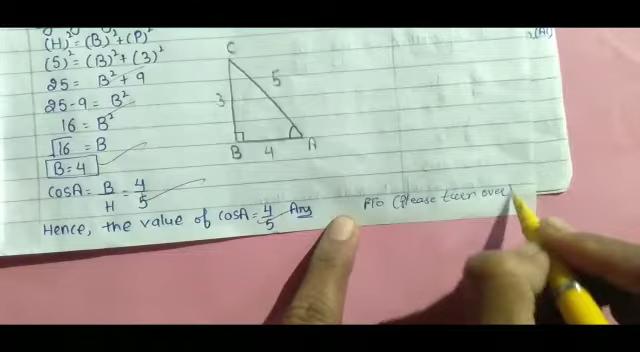 (H)² = (B)² + (P)²
(5)² = (B)² + (3)²
25 = B² + 9
25 - 9 = B²
16 = B²
√16 = B
B = 4
cosA = B/H = 4/5
Hence, the value of cosA = 4/5 Ans
C
5
3
B
4
A
PTO (Please turn over